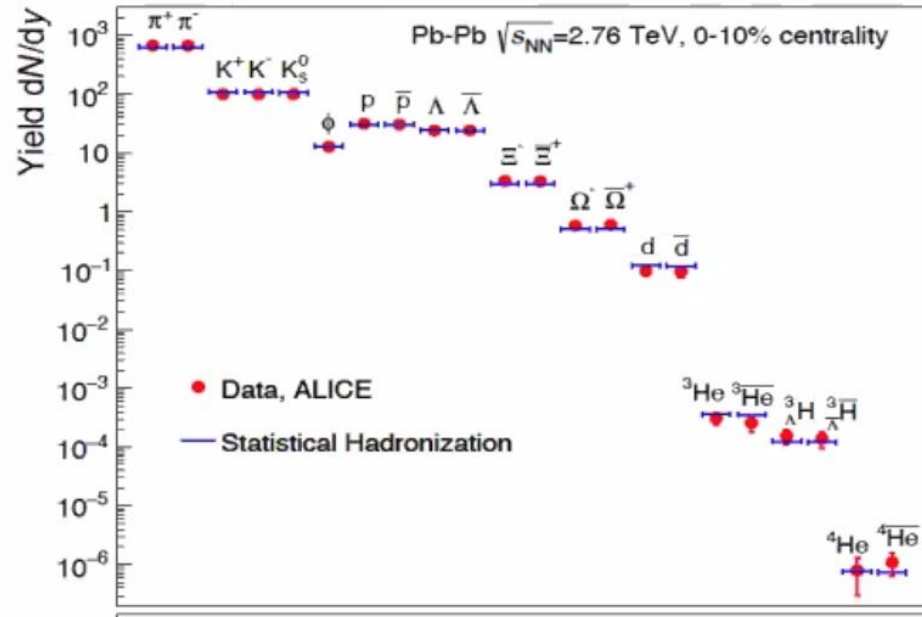 Yield dN/dy
10³
10²
10
1
10⁻¹
10⁻²
10⁻³
10⁻⁴
10⁻⁵
10⁻⁶
Pb-Pb √sNN=2.76 TeV, 0-10% centrality
π⁺ π⁻
K⁺ K⁻ K⁰s
ϕ
p p̅ Λ Λ̅
Ξ⁻ Ξ̅⁺
Ω⁻ Ω̅⁺
d d̅
³He ³H̅e̅ ³ΛH ³Λ̅H̅
⁴He ⁴H̅e̅
Data, ALICE
Statistical Hadronization